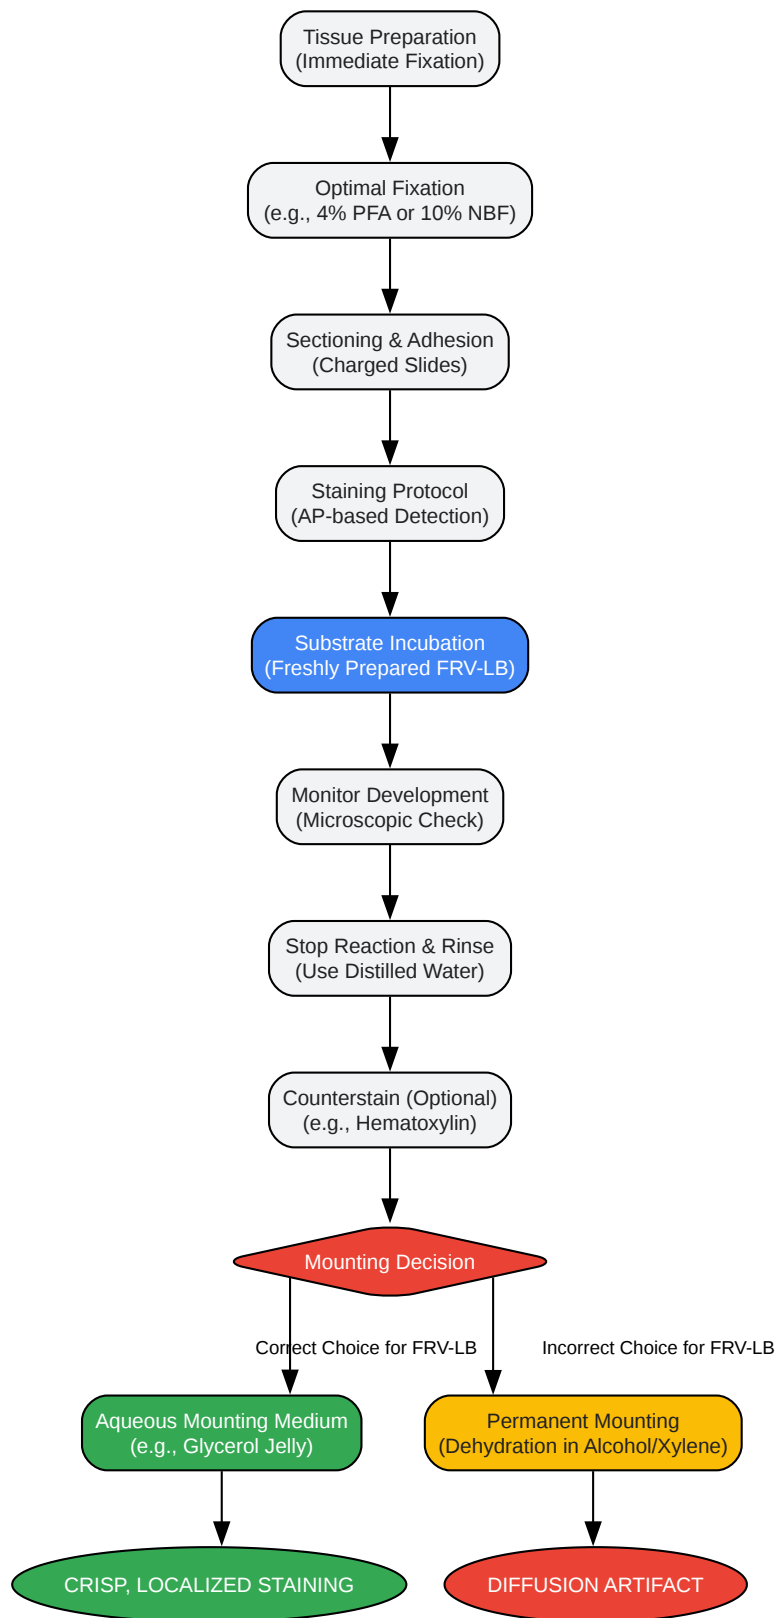 Tissue Preparation
(Immediate Fixation)
Optimal Fixation
(e.g., 4% PFA or 10% NBF)
Sectioning & Adhesion
(Charged Slides)
Staining Protocol
(AP-based Detection)
Substrate Incubation
(Freshly Prepared FRV-LB)
Monitor Development
(Microscopic Check)
Stop Reaction & Rinse
(Use Distilled Water)
Counterstain (Optional)
(e.g., Hematoxylin)
Mounting Decision
Correct Choice for FRV-LB
Incorrect Choice for FRV-LB
Aqueous Mounting Medium
(e.g., Glycerol Jelly)
Permanent Mounting
(Dehydration in Alcohol/Xylene)
CRISP, LOCALIZED STAINING
DIFFUSION ARTIFACT